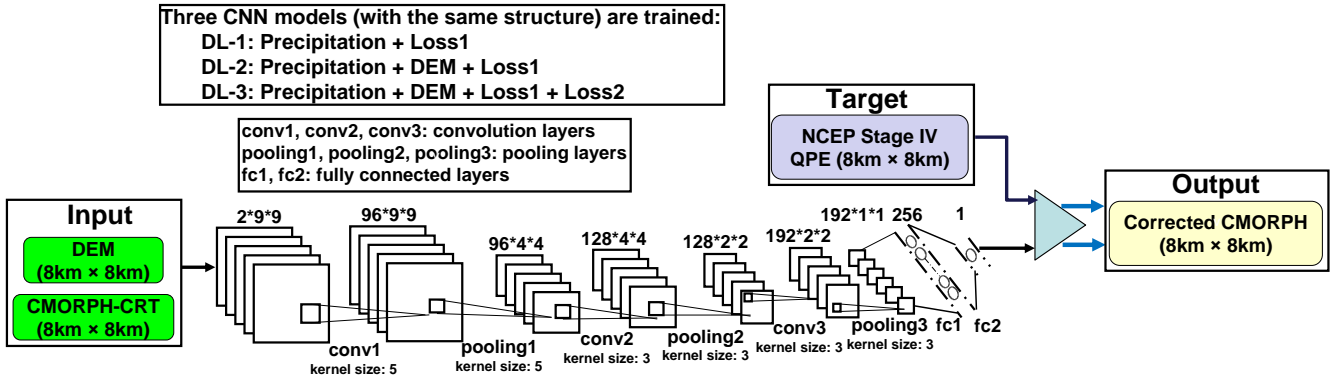 Three CNN models (with the same structure) are trained:
DL-1: Precipitation + Loss1
DL-2: Precipitation + DEM + Loss1
DL-3: Precipitation + DEM + Loss1 + Loss2
conv1, conv2, conv3: convolution layers
pooling1, pooling2, pooling3: pooling layers
fc1, fc2: fully connected layers
Target
NCEP Stage IV
QPE (8km × 8km)
Input
DEM
(8km × 8km)
CMORPH-CRT
(8km × 8km)
2*9*9
96*9*9
96*4*4
128*4*4
128*2*2
192*2*2
192*1*1
256
1
conv1
kernel size: 5
pooling1
kernel size: 5
conv2
kernel size: 3
pooling2
kernel size: 3
conv3
kernel size: 3
pooling3
kernel size: 3
fc1
fc2
Output
Corrected CMORPH
(8km × 8km)